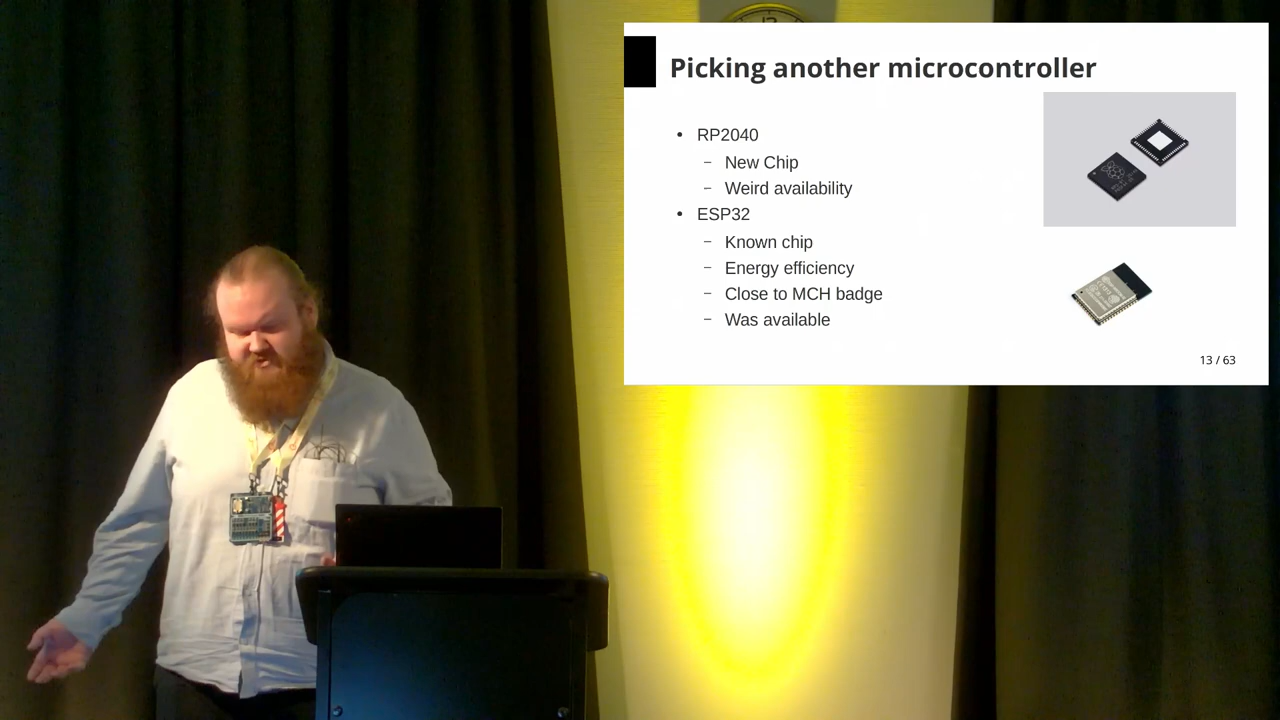 Picking another microcontroller
• RP2040
– New Chip
– Weird availability
• ESP32
– Known chip
– Energy efficiency
– Close to MCH badge
– Was available
13 / 63
12